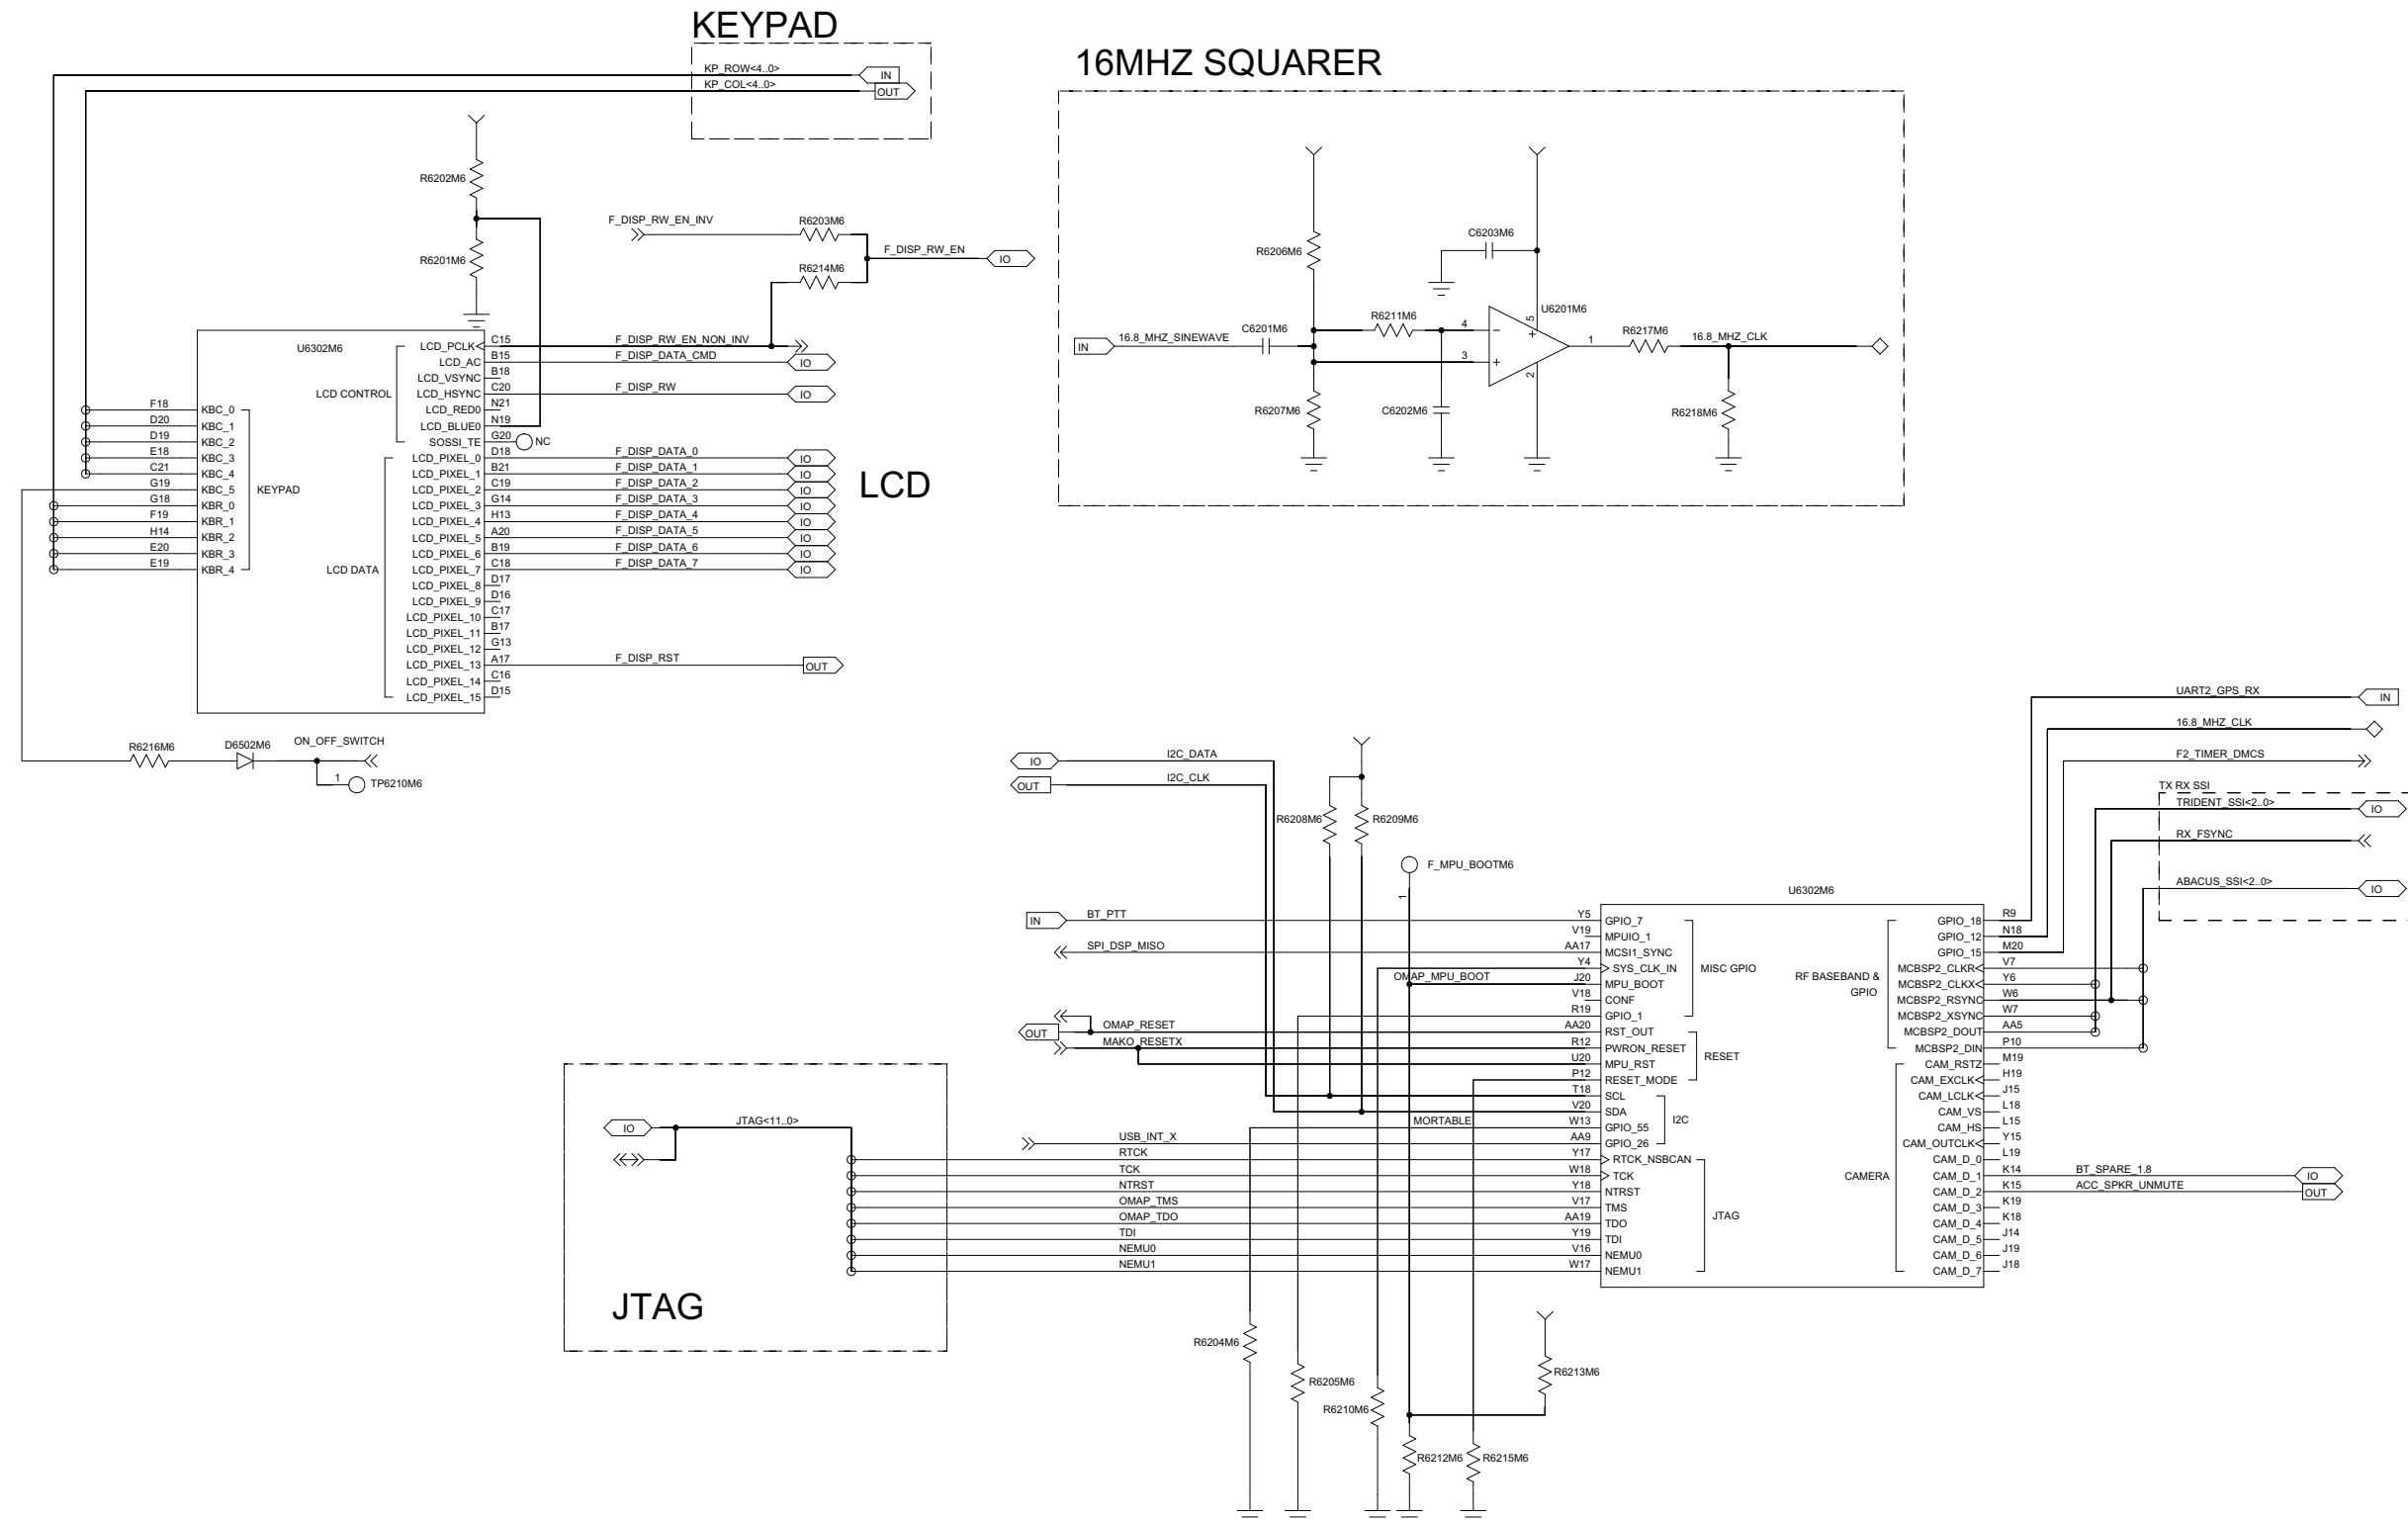 KEYPAD
KP_ROW<4..0>
IN
KP_COL<4..0>
OUT
16MHZ SQUARER
R6202M6
R6201M6
F_DISP_RW_EN_INV
R6203M6
F_DISP_RW_EN
IO
R6214M6
R6206M6
C6203M6
U6201M6
5
R6211M6
4
3
1
2
R6217M6
16.8_MHZ_CLK
IN
16.8_MHZ_SINEWAVE
C6201M6
R6207M6
C6202M6
R6218M6
U6302M6
LCD CONTROL
LCD_PCLK C15 F_DISP_RW_EN_NON_INV
LCD_AC B15 F_DISP_DATA_CMD IO
LCD_VSYNC B18
LCD_HSYNC C20 F_DISP_RW IO
LCD_RED0 N21
LCD_BLUE0 N19
SOSSI_TE G20 NC
F18 KBC_0
D20 KBC_1
D19 KBC_2
E18 KBC_3
C21 KBC_4
G19 KBC_5
G18 KBR_0
F19 KBR_1
H14 KBR_2
E20 KBR_3
E19 KBR_4
KEYPAD
LCD DATA
LCD_PIXEL_0 D18 F_DISP_DATA_0 IO
LCD_PIXEL_1 B21 F_DISP_DATA_1 IO
LCD_PIXEL_2 C19 F_DISP_DATA_2 IO
LCD_PIXEL_3 G14 F_DISP_DATA_3 IO
LCD_PIXEL_4 H13 F_DISP_DATA_4 IO
LCD_PIXEL_5 A20 F_DISP_DATA_5 IO
LCD_PIXEL_6 B19 F_DISP_DATA_6 IO
LCD_PIXEL_7 C18 F_DISP_DATA_7 IO
LCD_PIXEL_8 D17
LCD_PIXEL_9 D16
LCD_PIXEL_10 C17
LCD_PIXEL_11 B17
LCD_PIXEL_12 G13
LCD_PIXEL_13 A17 F_DISP_RST OUT
LCD_PIXEL_14 C16
LCD_PIXEL_15 D15
LCD
R6216M6
D6502M6
ON_OFF_SWITCH
1
TP6210M6
IO I2C_DATA
OUT I2C_CLK
R6208M6
R6209M6
F_MPU_BOOTM6
1
UART2_GPS_RX IN
16.8_MHZ_CLK
F2_TIMER_DMCS
TX RX SSI
TRIDENT_SSI<2..0> IO
RX_FSYNC
ABACUS_SSI<2..0> IO
U6302M6
IN BT_PTT Y5 GPIO_7
V19 MPUIO_1
SPI_DSP_MISO AA17 MCSI1_SYNC
Y4 SYS_CLK_IN
OMAP_MPU_BOOT J20 MPU_BOOT
V18 CONF
R19 GPIO_1
OUT OMAP_RESET AA20 RST_OUT
MAKO_RESETX R12 PWRON_RESET
U20 MPU_RST
P12 RESET_MODE
T18 SCL
V20 SDA
MORTABLE W13 GPIO_55
USB_INT_X AA9 GPIO_26
RTCK Y17 RTCK_NSBCAN
TCK W18 TCK
NTRST Y18 NTRST
OMAP_TMS V17 TMS
OMAP_TDO AA19 TDO
TDI Y19 TDI
NEMU0 V16 NEMU0
NEMU1 W17 NEMU1
MISC GPIO
RESET
I2C
JTAG
RF BASEBAND &
GPIO
CAMERA
GPIO_18 R9
GPIO_12 N18
GPIO_15 M20
MCBSP2_CLKR V7
MCBSP2_CLKX Y6
MCBSP2_RSYNC W6
MCBSP2_XSYNC W7
MCBSP2_DOUT AA5
MCBSP2_DIN P10
CAM_RSTZ M19
CAM_EXCLK H19
CAM_LCLK J15
CAM_VS L18
CAM_HS L15
CAM_OUTCLK Y15
CAM_D_0 L19
CAM_D_1 K14 BT_SPARE_1.8 IO
CAM_D_2 K15 ACC_SPKR_UNMUTE OUT
CAM_D_3 K19
CAM_D_4 K18
CAM_D_5 J14
CAM_D_6 J19
CAM_D_7 J18
IO JTAG<11..0>
JTAG
R6204M6
R6205M6
R6210M6
R6213M6
R6212M6
R6215M6